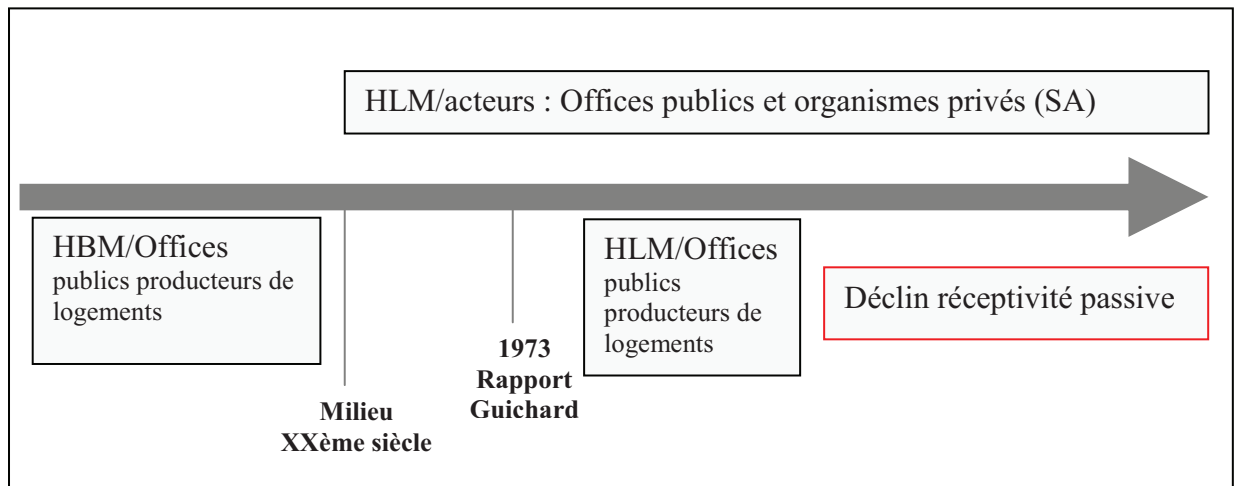 HLM/acteurs : Offices publics et organismes privés (SA)
HBM/Offices
publics producteurs de
logements
HLM/Offices
publics
producteurs de
logements
Déclin réceptivité passive
1973
Rapport
Guichard
Milieu
XXème siècle